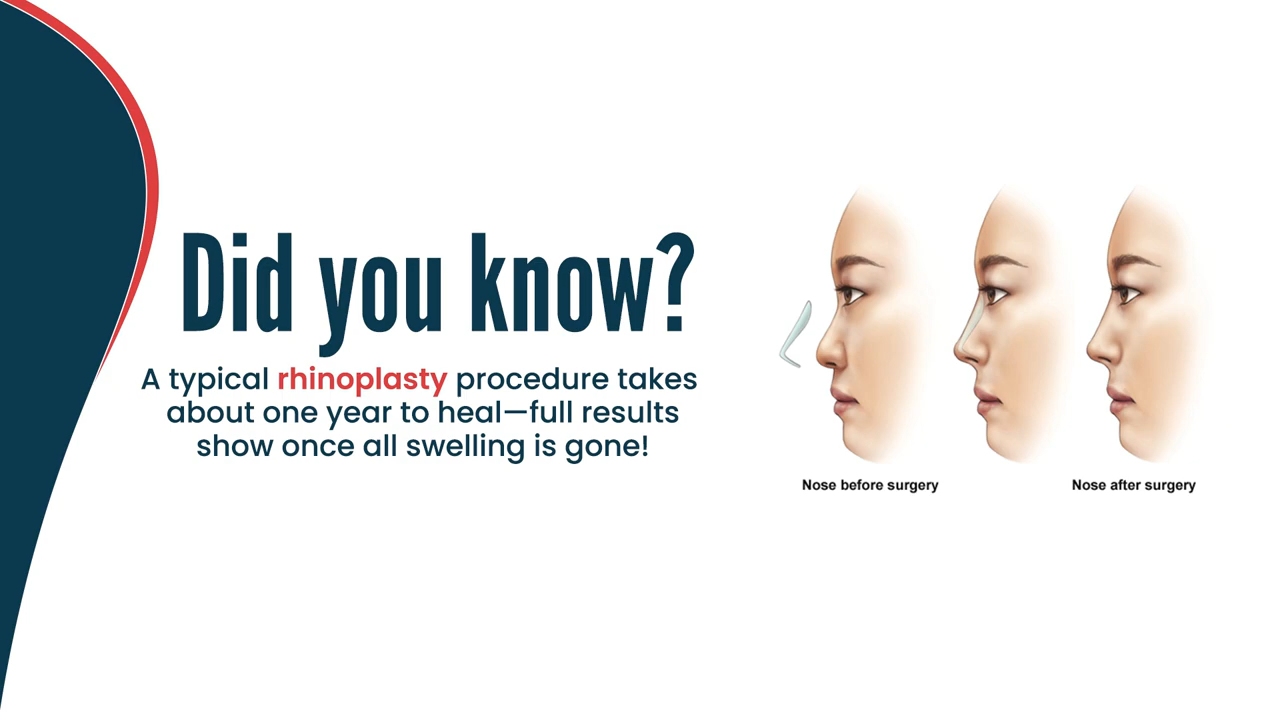 Did you know?
A typical rhinoplasty procedure takes
about one year to heal—full results
show once all swelling is gone!
Nose before surgery
Nose after surgery